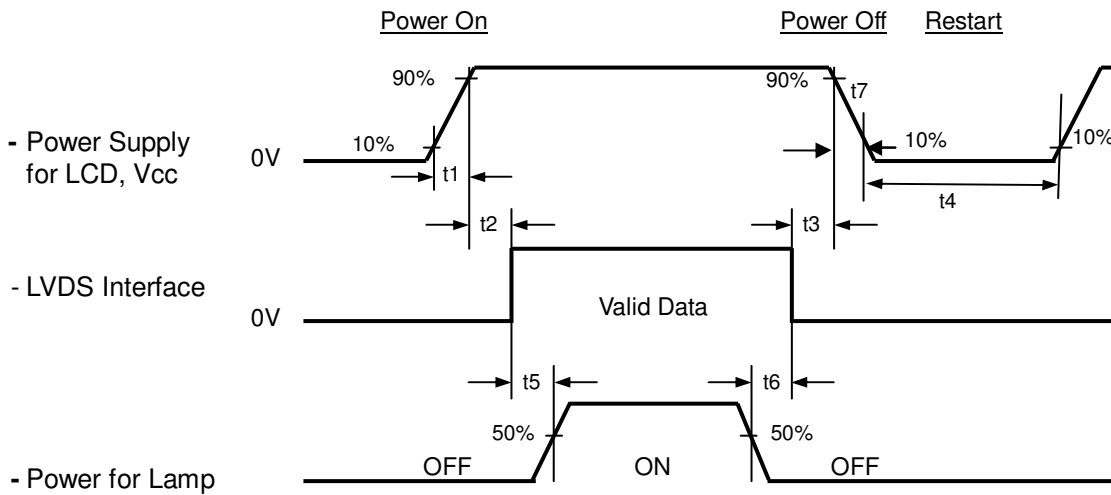 Power On Power Off Restart
90% 90% t7
- Power Supply for LCD, Vcc
0V 10% 10% 10%
t1 t4
t2 t3
- LVDS Interface
0V Valid Data
t5 t6
50% 50%
- Power for Lamp
OFF ON OFF